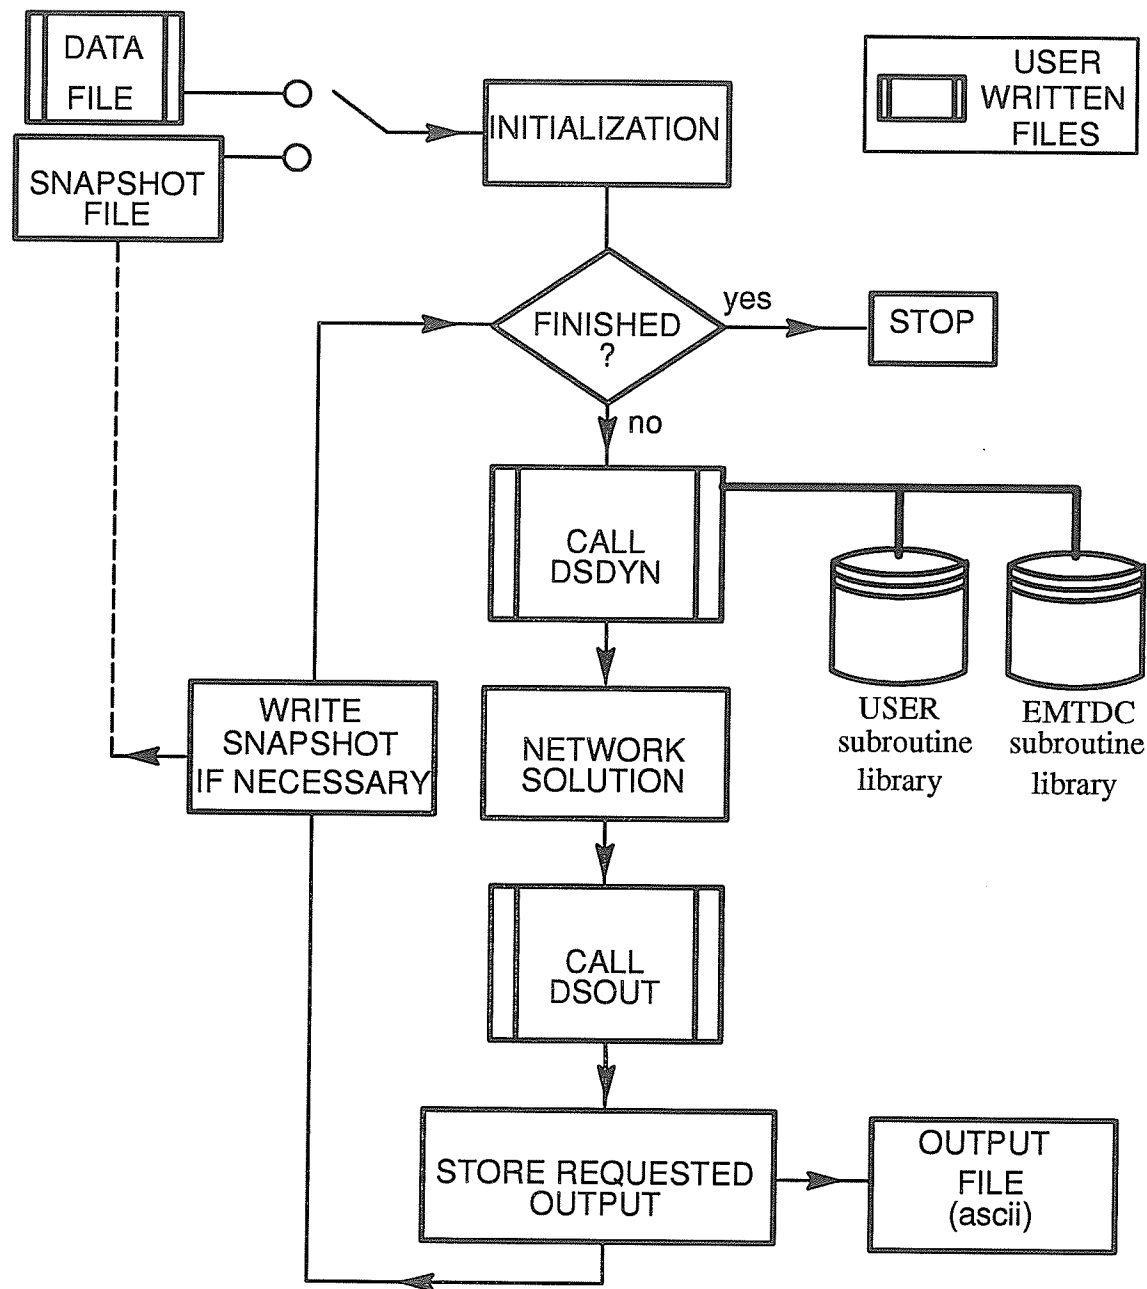 DATA
FILE
SNAPSHOT
FILE
INITIALIZATION
USER
WRITTEN
FILES
FINISHED
?
yes
STOP
no
CALL
DSDYN
USER
subroutine
library
EMTDC
subroutine
library
WRITE
SNAPSHOT
IF NECESSARY
NETWORK
SOLUTION
CALL
DSOUT
STORE REQUESTED
OUTPUT
OUTPUT
FILE
(ascii)